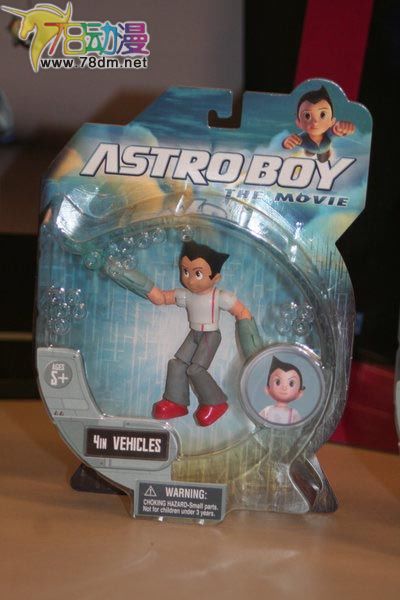 78动漫
www.78dm.net
ASTRO BOY
THE MOVIE
AGES
5+
4IN VEHICLES
WARNING:
CHOKING HAZARD-Small parts.
Not for children under 3 years.